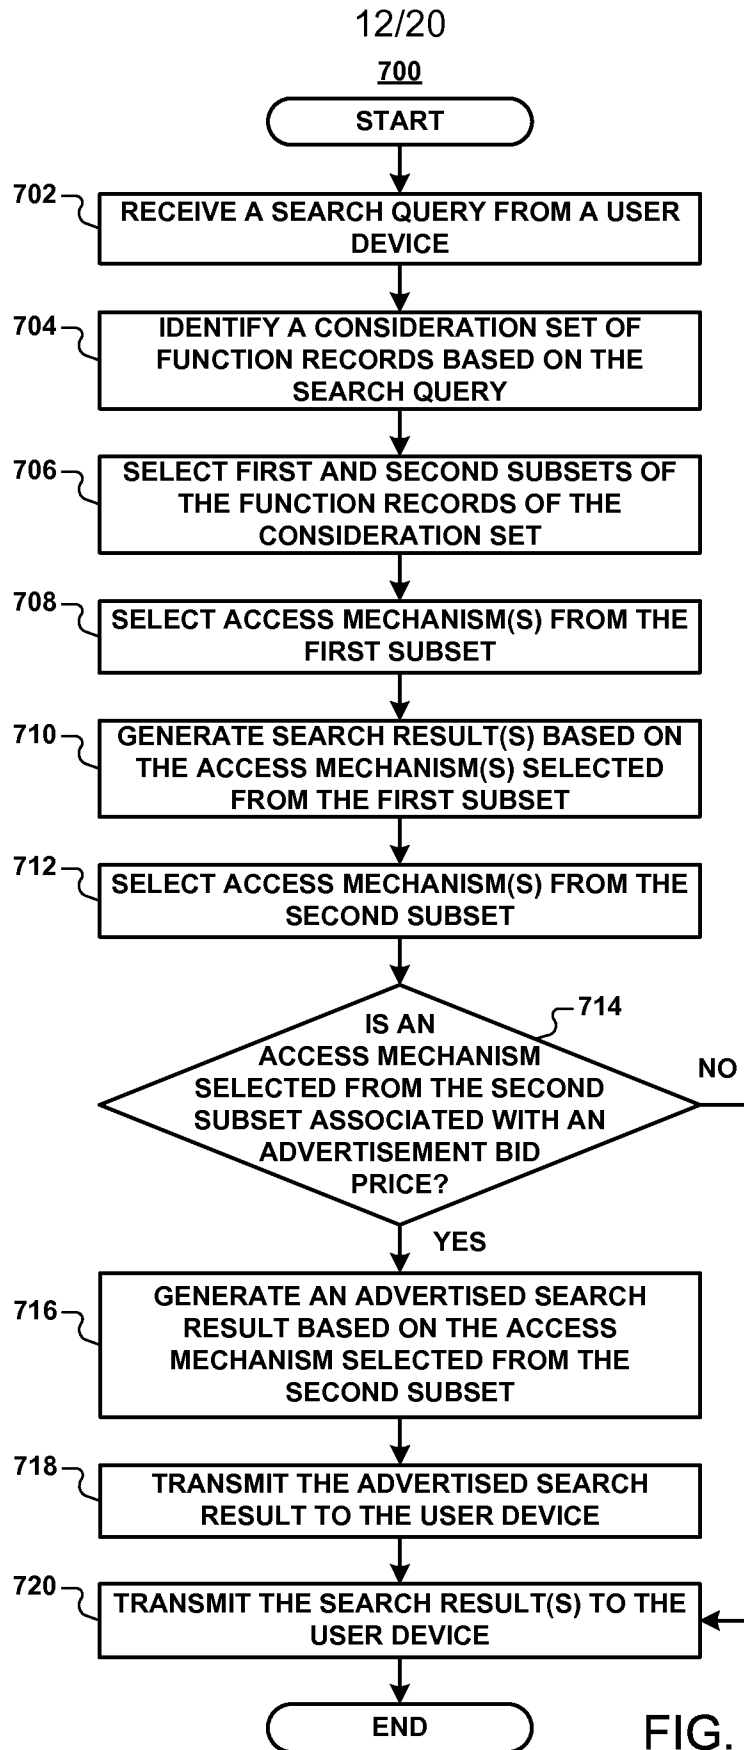 12/20
700
START
702
RECEIVE A SEARCH QUERY FROM A USER
DEVICE
704
IDENTIFY A CONSIDERATION SET OF
FUNCTION RECORDS BASED ON THE
SEARCH QUERY
706
SELECT FIRST AND SECOND SUBSETS OF
THE FUNCTION RECORDS OF THE
CONSIDERATION SET
708
SELECT ACCESS MECHANISM(S) FROM THE
FIRST SUBSET
710
GENERATE SEARCH RESULT(S) BASED ON
THE ACCESS MECHANISM(S) SELECTED
FROM THE FIRST SUBSET
712
SELECT ACCESS MECHANISM(S) FROM THE
SECOND SUBSET
714
IS AN
ACCESS MECHANISM
SELECTED FROM THE SECOND
SUBSET ASSOCIATED WITH AN
ADVERTISEMENT BID
PRICE?
NO
YES
716
GENERATE AN ADVERTISED SEARCH
RESULT BASED ON THE ACCESS
MECHANISM SELECTED FROM THE
SECOND SUBSET
718
TRANSMIT THE ADVERTISED SEARCH
RESULT TO THE USER DEVICE
720
TRANSMIT THE SEARCH RESULT(S) TO THE
USER DEVICE
END
FIG.